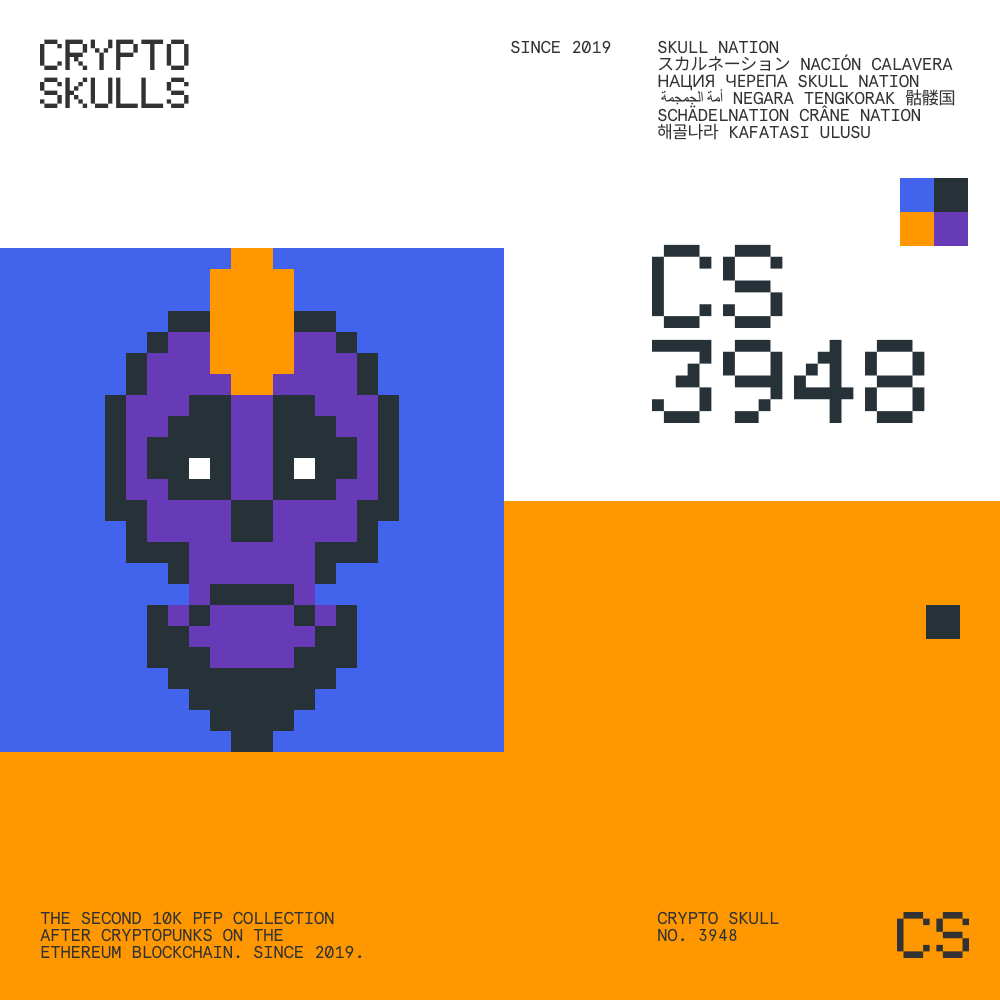 CRYPTO
SKULLS
SINCE 2019
SKULL NATION
スカルネーション NACIÓN CALAVERA
НАЦИЯ ЧЕРЕПА SKULL NATION
أمة الجمجمة NEGARA TENGKORAK 骷髅国
SCHÄDELNATION CRÂNE NATION
해골나라 KAFATASI ULUSU
CS
3948
THE SECOND 10K PFP COLLECTION
AFTER CRYPTOPUNKS ON THE
ETHEREUM BLOCKCHAIN. SINCE 2019.
CRYPTO SKULL
NO. 3948
CS